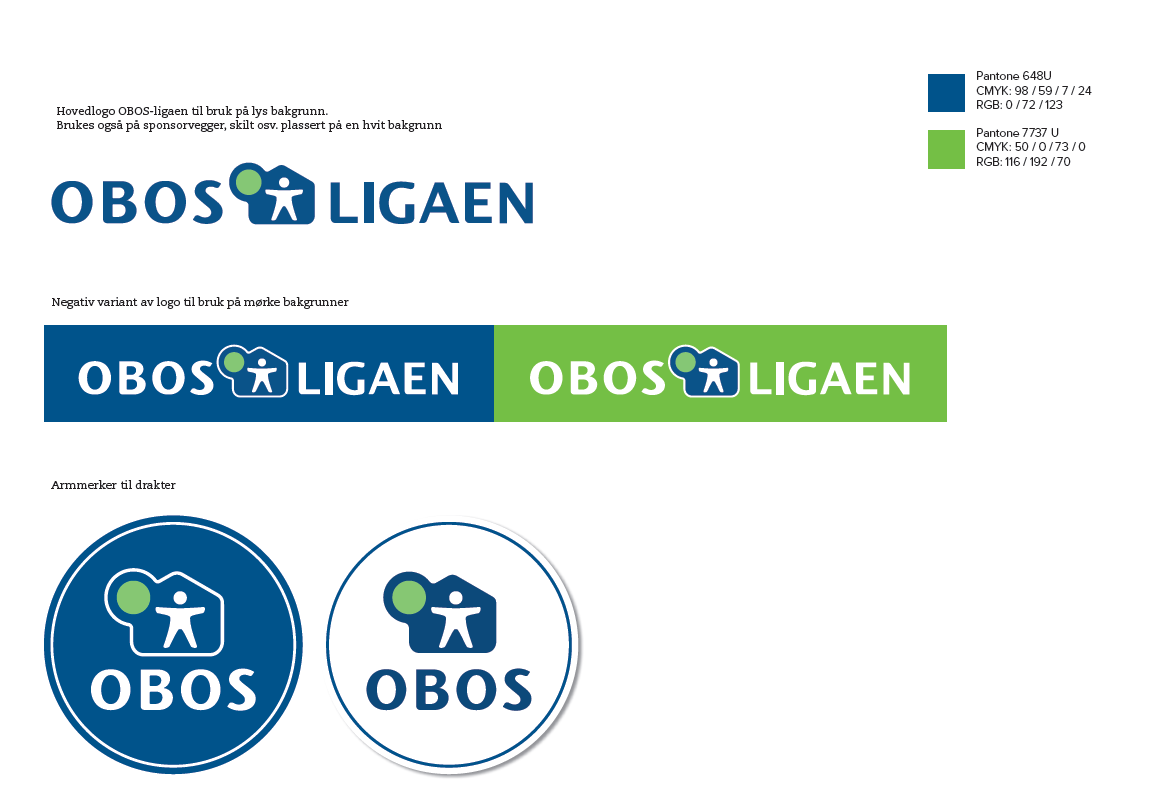 Pantone 648U
CMYK: 98 / 59 / 7 / 24
RGB: 0 / 72 / 123
Hovedlogo OBOS-ligaen til bruk på lys bakgrunn.
Brukes også på sponsorvegger, skilt osv. plassert på en hvit bakgrunn
Pantone 7737 U
CMYK: 50 / 0 / 73 / 0
RGB: 116 / 192 / 70
OBOS LIGAEN
Negativ variant av logo til bruk på mørke bakgrunner
OBOS LIGAEN
OBOS LIGAEN
Armmerker til drakter
OBOS
OBOS